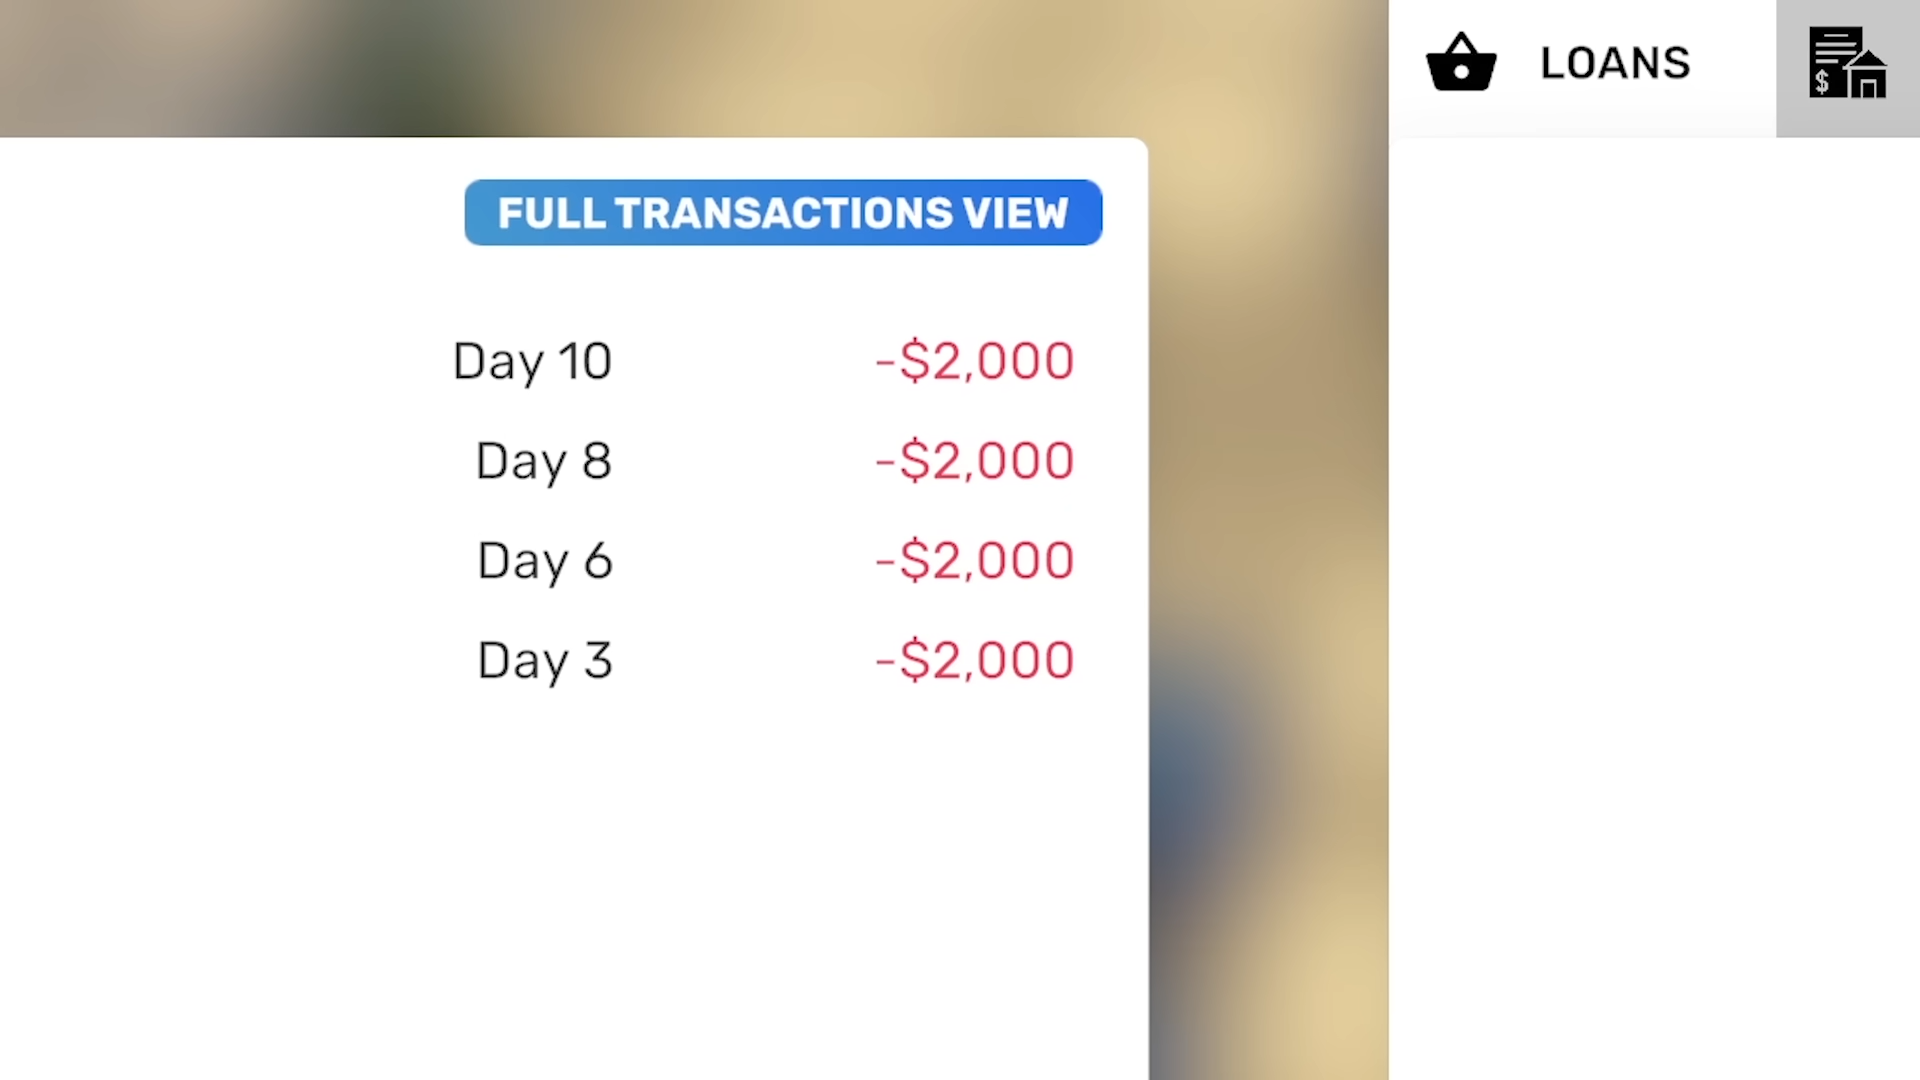 LOANS
$
FULL TRANSACTIONS VIEW
Day 10 -$2,000
Day 8 -$2,000
Day 6 -$2,000
Day 3 -$2,000